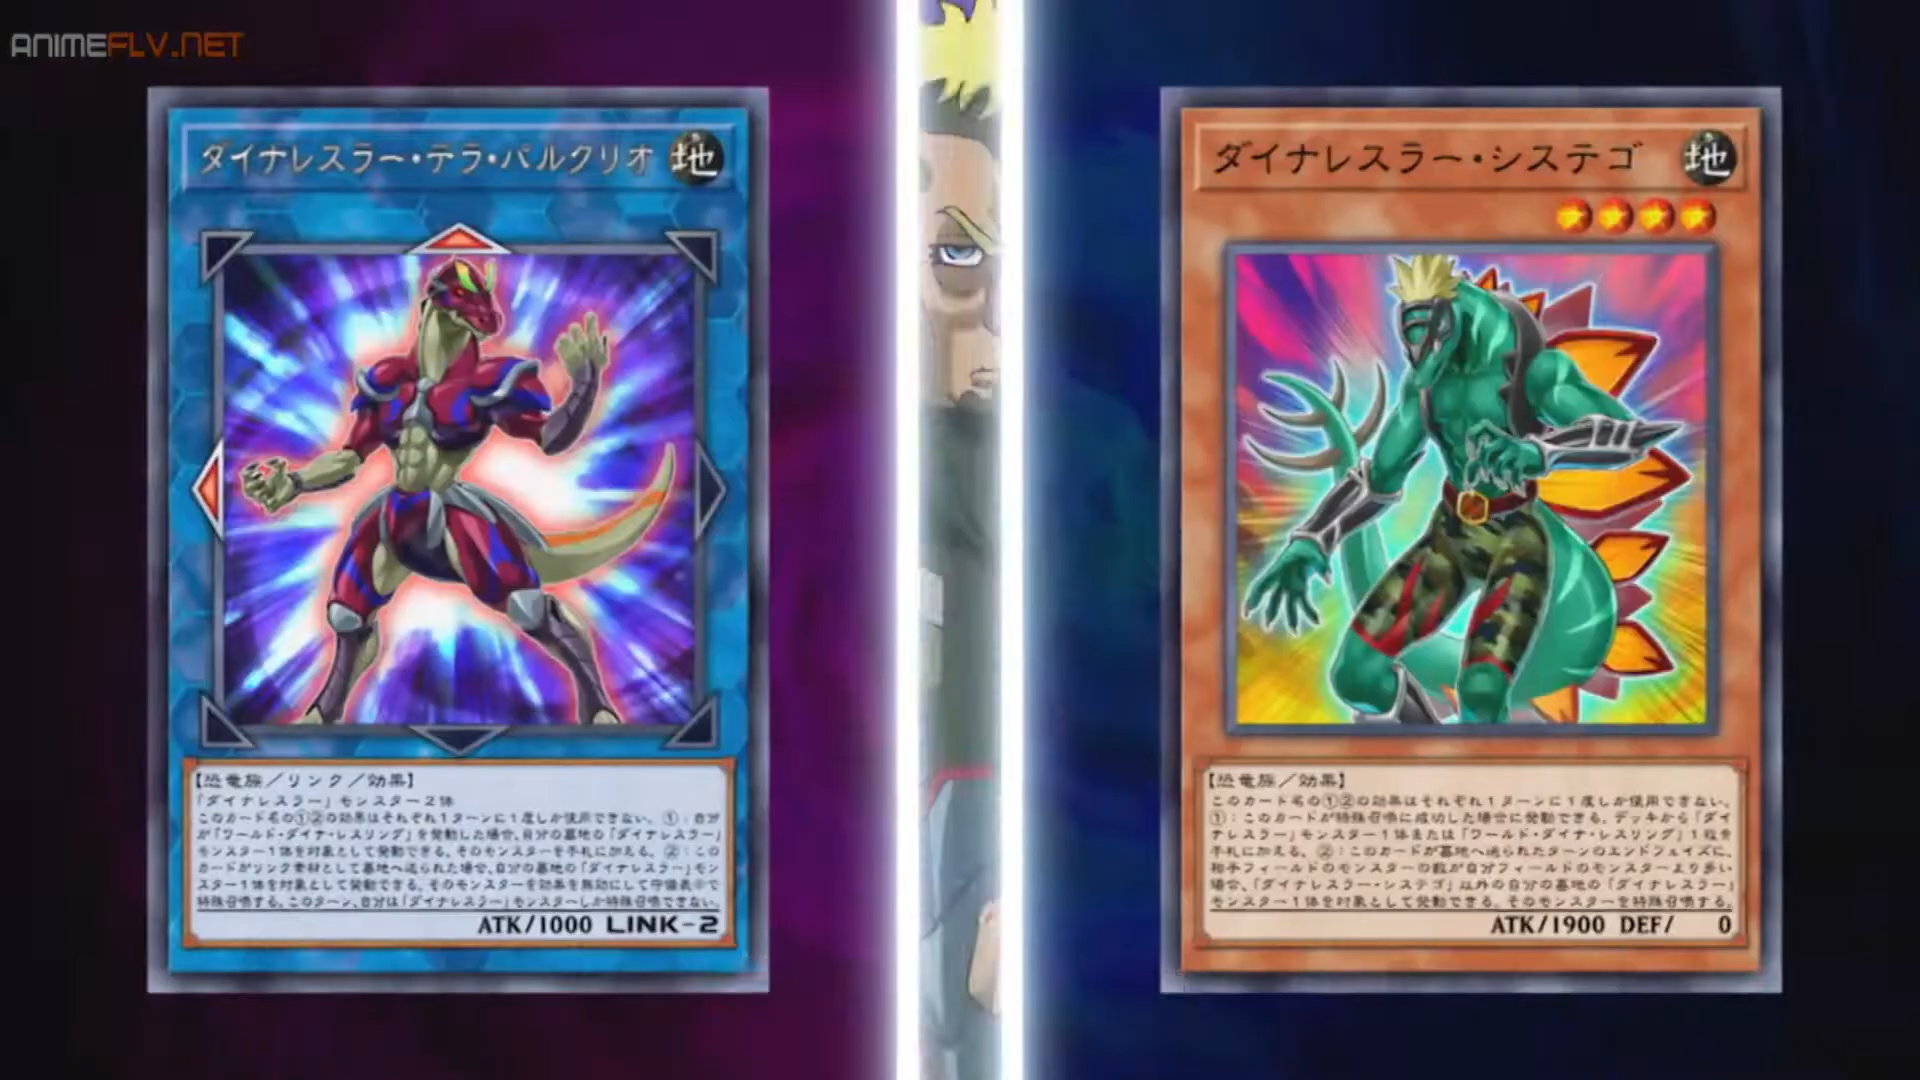 ANIMEFLV.NET
ダイナレスラー・テラ・パルクリオ
地
【恐竜族／リンク／効果】
「ダイナレスラー」モンスター２体
このカード名の①②の効果はそれぞれ１ターンに１度しか使用できない。①：自分
が「ワールド・ダイナ・レスリング」を発動した場合、自分の墓地の「ダイナレスラー」
モンスター１体を対象として発動できる。そのモンスターを手札に加える。②：この
カードがリンク素材として墓地へ送られた場合、自分の墓地の「ダイナレスラー」モン
スター１体を対象として発動できる。そのモンスターを効果を無効にして守備表示で
特殊召喚する。このターン、自分は「ダイナレスラー」モンスターしか特殊召喚できない。
ATK/1000 LINK-2
ダイナレスラー・システゴ
地
【恐竜族／効果】
このカード名の①②の効果はそれぞれ１ターンに１度しか使用できない。
①：このカードが特殊召喚に成功した場合に発動できる。デッキから「ダイ
ナレスラー」モンスター１体または「ワールド・ダイナ・レスリング」１枚を
手札に加える。②：このカードが墓地へ送られたターンのエンドフェイズに、
相手フィールドのモンスターの数が自分フィールドのモンスターより多い
場合、「ダイナレスラー・システゴ」以外の自分の墓地の「ダイナレスラー」
モンスター１体を対象として発動できる。そのモンスターを特殊召喚する。
ATK/1900 DEF/ 0